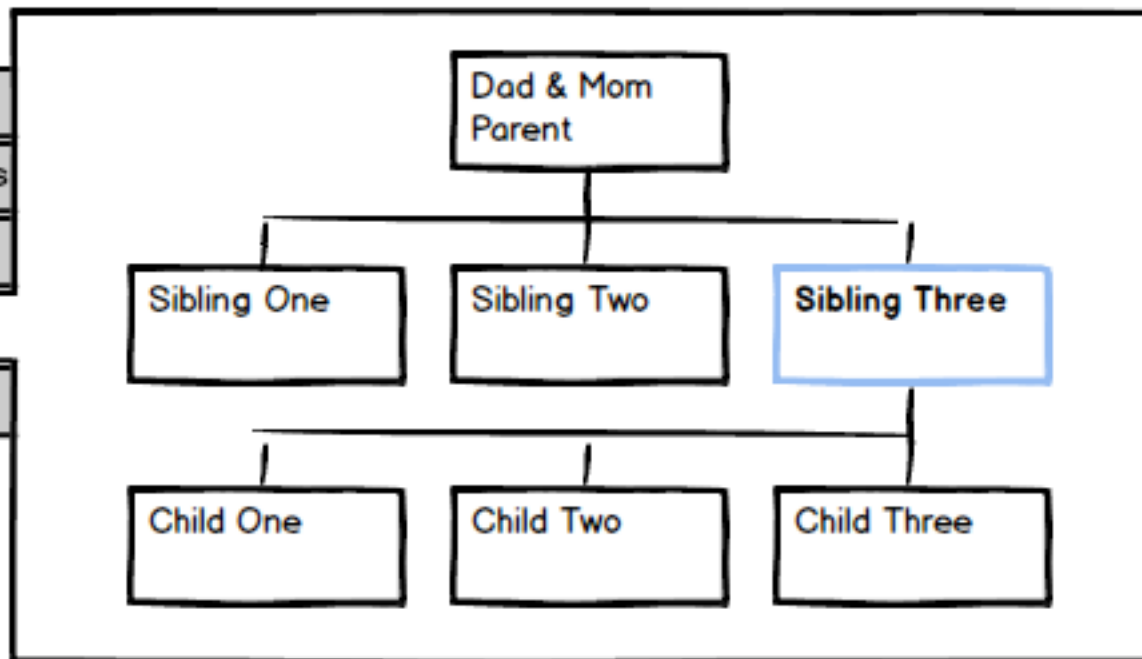 Dad & Mom
Parent
s
Sibling One
Sibling Two
Sibling Three
Child One
Child Two
Child Three